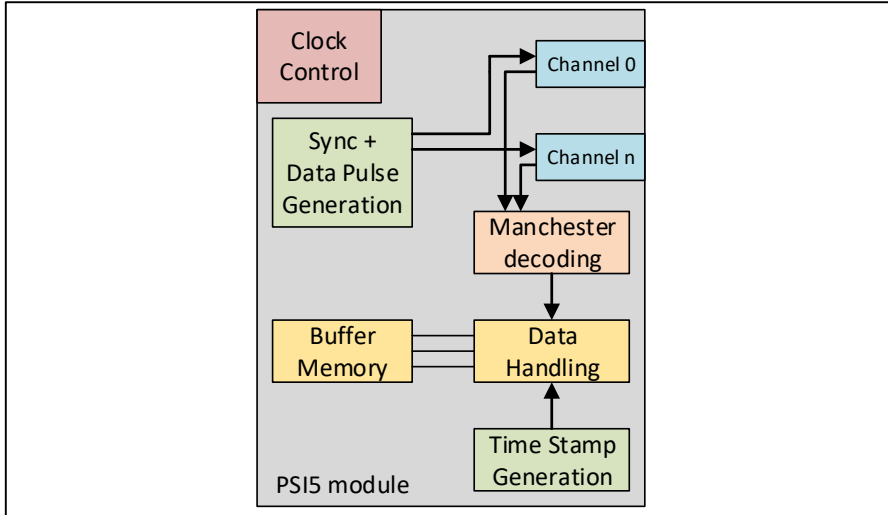 Clock
Control
Channel 0
Sync +
Data Pulse
Generation
Channel n
Manchester
decoding
Buffer
Memory
Data
Handling
Time Stamp
Generation
PSI5 module